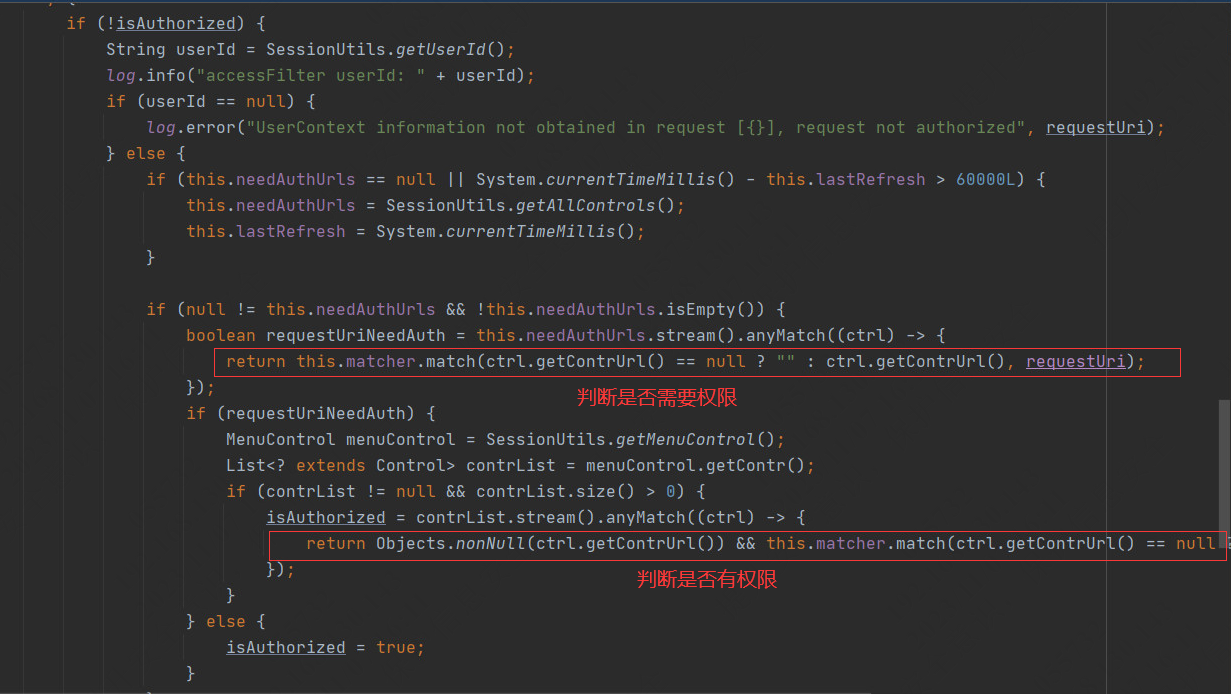 if (!isAuthorized) {
String userId = SessionUtils.getUserId();
log.info("accessFilter userId: " + userId);
if (userId == null) {
log.error("UserContext information not obtained in request [{}], request not authorized", requestUri);
} else {
if (this.needAuthUrls == null || System.currentTimeMillis() - this.lastRefresh > 60000L) {
this.needAuthUrls = SessionUtils.getAllControls();
this.lastRefresh = System.currentTimeMillis();
}
if (null != this.needAuthUrls && !this.needAuthUrls.isEmpty()) {
boolean requestUriNeedAuth = this.needAuthUrls.stream().anyMatch((ctrl) -> {
return this.matcher.match(ctrl.getContrUrl() == null ? "" : ctrl.getContrUrl(), requestUri);
});
判断是否需要权限
if (requestUriNeedAuth) {
MenuControl menuControl = SessionUtils.getMenuControl();
List<? extends Control> contrList = menuControl.getContr();
if (contrList != null && contrList.size() > 0) {
isAuthorized = contrList.stream().anyMatch((ctrl) -> {
return Objects.nonNull(ctrl.getContrUrl()) && this.matcher.match(ctrl.getContrUrl() == null
});
判断是否有权限
}
} else {
isAuthorized = true;
}